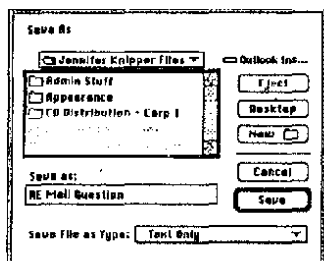 Save As
Jennifer Knipper Files
Outlook Ins...
Admin Stuff
Appearance
CD Distribution - Corp I
Eject
Desktop
New
Cancel
Save as:
RE Mail Question
Save
Save File as Type: Text Only